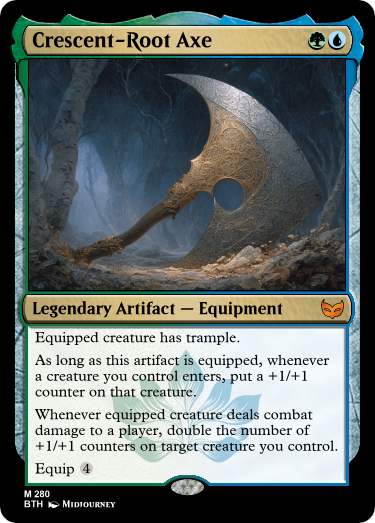 Crescent-Root Axe
Legendary Artifact — Equipment
Equipped creature has trample.
As long as this artifact is equipped, whenever
a creature you control enters, put a +1/+1
counter on that creature.
Whenever equipped creature deals combat
damage to a player, double the number of
+1/+1 counters on target creature you control.
Equip 4
M 280
BTH Midjourney